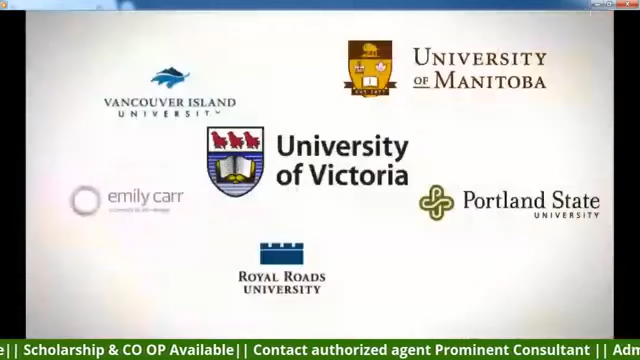 UNIVERSITY
OF MANITOBA
VANCOUVER ISLAND
UNIVERSITY
University
of Victoria
emily carr
Portland State
UNIVERSITY
ROYAL ROADS
UNIVERSITY
e|| Scholarship & CO OP Available|| Contact authorized agent Prominent Consultant || Adm